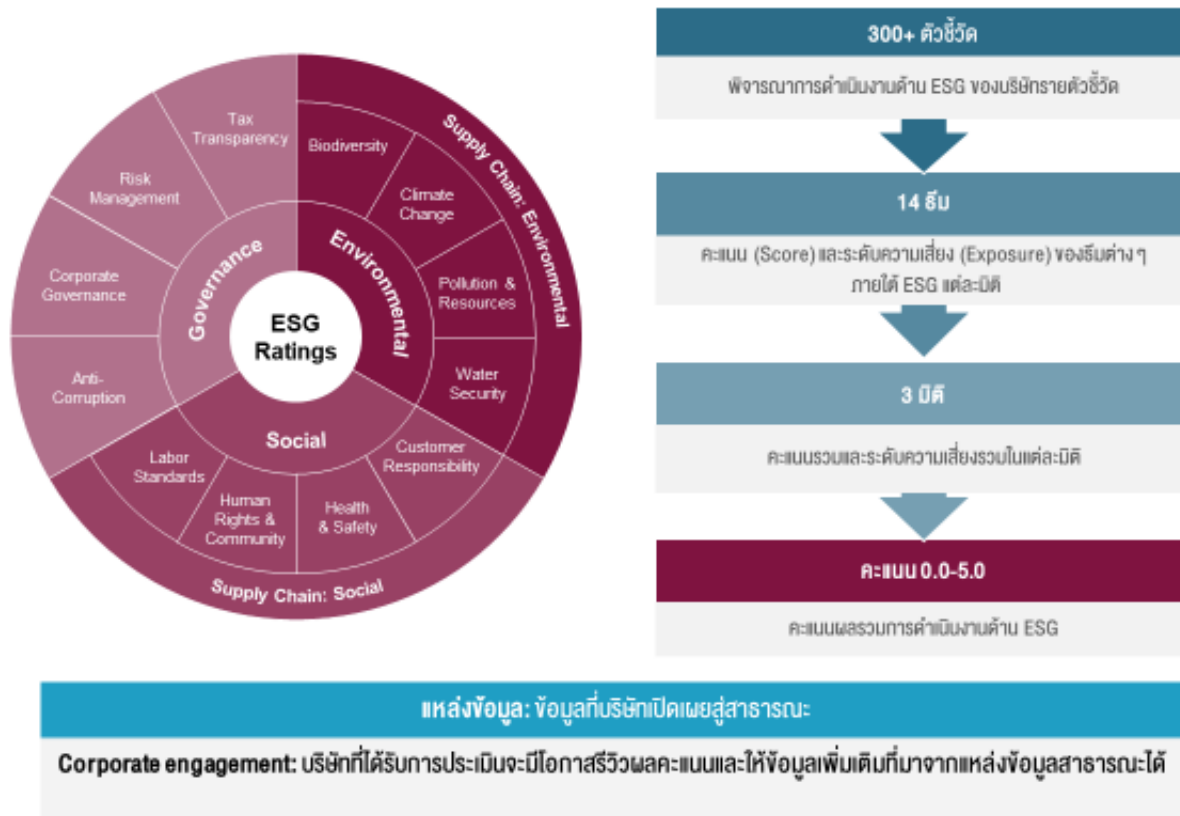 ESG
Ratings
Governance
Environmental
Social
Tax
Transparency
Risk
Management
Corporate
Governance
Anti-
Corruption
Biodiversity
Climate
Change
Pollution &
Resources
Water
Security
Supply Chain: Environmental
Customer
Responsibility
Health
& Safety
Human
Rights &
Community
Labor
Standards
Supply Chain: Social
300+ ตัวชี้วัด
พิจารณาการดำเนินงานด้าน ESG ของบริษัทรายตัวชี้วัด
14 ธีม
คะแนน (Score) และระดับความเสี่ยง (Exposure) ของธีมต่างๆ
ภายใต้ ESG แต่ละมิติ
3 มิติ
คะแนนรวมและระดับความเสี่ยงรวมในแต่ละมิติ
คะแนน 0.0-5.0
คะแนนผลรวมการดำเนินงานด้าน ESG
แหล่งข้อมูล: ข้อมูลที่บริษัทเปิดเผยสู่สาธารณะ
Corporate engagement: บริษัทที่ได้รับการประเมินจะมีโอกาสรีวิวผลคะแนนและให้ข้อมูลเพิ่มเติมที่มาจากแหล่งข้อมูลสาธารณะได้